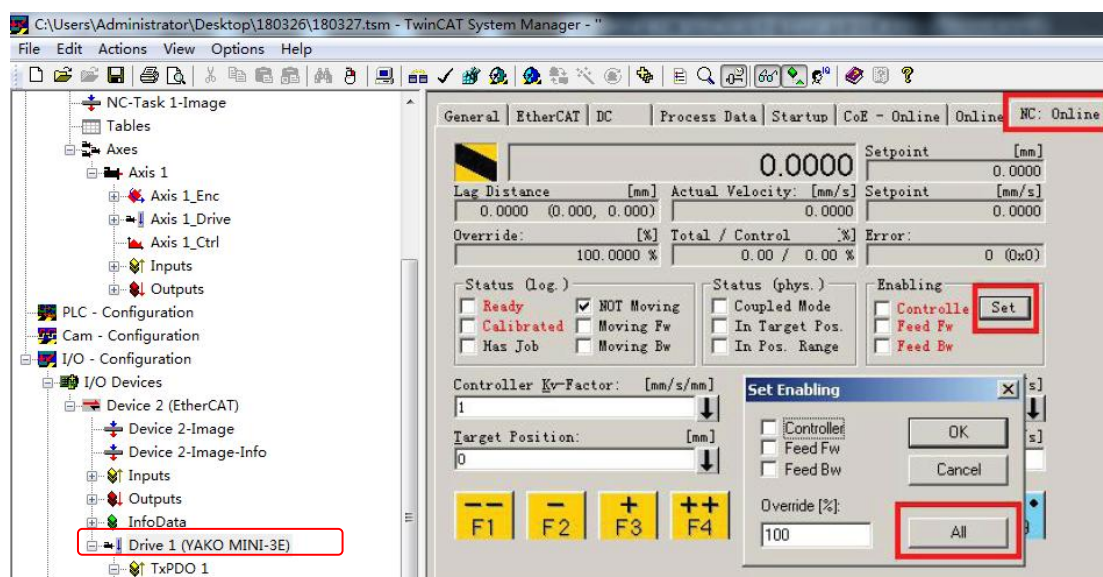 C:\Users\Administrator\Desktop\180326\180327.tsm - TwinCAT System Manager - "
File Edit Actions View Options Help
NC-Task 1-Image
Tables
Axes
Axis 1
Axis 1_Enc
Axis 1_Drive
Axis 1_Ctrl
Inputs
Outputs
PLC - Configuration
Cam - Configuration
I/O - Configuration
I/O Devices
Device 2 (EtherCAT)
Device 2-Image
Device 2-Image-Info
Inputs
Outputs
InfoData
Drive 1 (YAKO MINI-3E)
TxPDO 1
General EtherCAT DC Process Data Startup CoE - Online Online NC: Online
0.0000 Setpoint [mm]
0.0000
Lag Distance [mm] Actual Velocity: [mm/s] Setpoint [mm/s]
0.0000 (0.000, 0.000) 0.0000 0.0000
Override: [%] Total / Control [%] Error:
100.0000 % 0.00 / 0.00 % 0 (0x0)
Status (log.) Status (phys.) Enabling
Ready NOT Moving Coupled Mode Controlle Set
Calibrated Moving Fw In Target Pos. Feed Fw
Has Job Moving Bw In Pos. Range Feed Bw
Controller Kv-Factor: [mm/s/mm] s]
1
Target Position: [mm] s]
0
-- - + ++
F1 F2 F3 F4
Set Enabling
Controller OK
Feed Fw
Feed Bw Cancel
Override [%]:
100 All